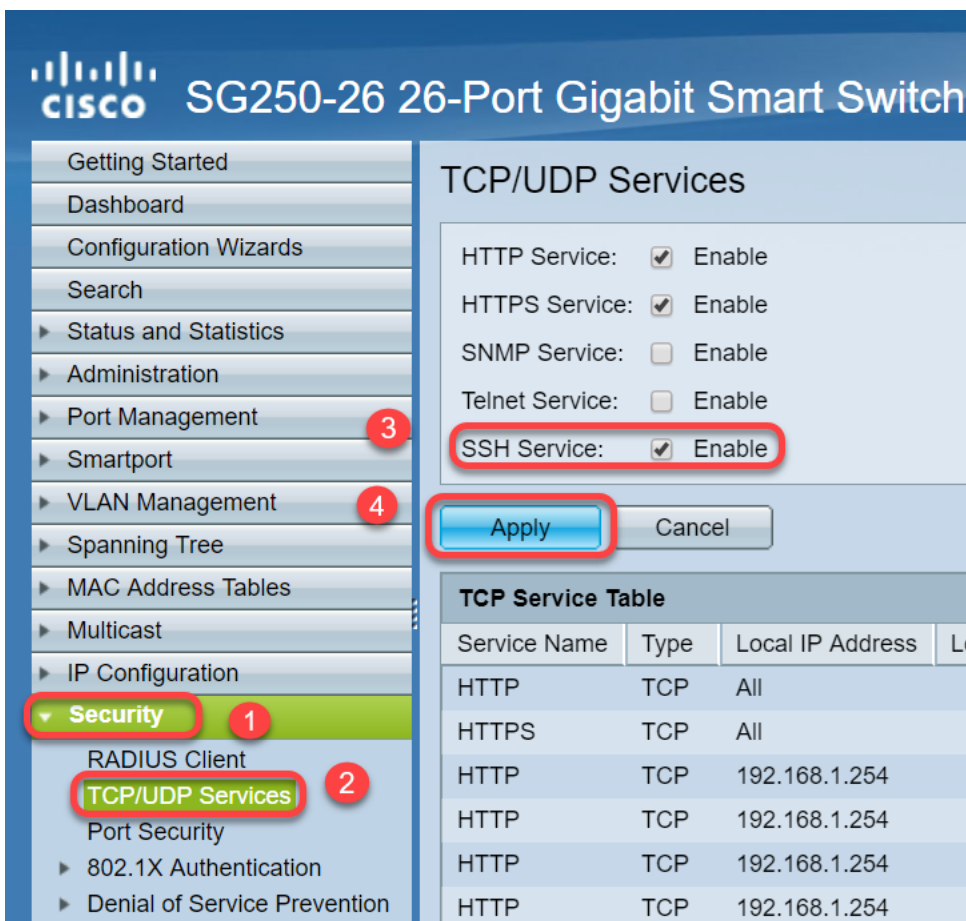 CISCO SG250-26 26-Port Gigabit Smart Switch
Getting Started
Dashboard
Configuration Wizards
Search
Status and Statistics
Administration
Port Management
Smartport
VLAN Management
Spanning Tree
MAC Address Tables
Multicast
IP Configuration
Security
1
RADIUS Client
TCP/UDP Services
2
Port Security
802.1X Authentication
Denial of Service Prevention
TCP/UDP Services
HTTP Service: Enable
HTTPS Service: Enable
SNMP Service: Enable
Telnet Service: Enable
3
SSH Service: Enable
4
Apply Cancel
TCP Service Table
Service Name Type Local IP Address
HTTP TCP All
HTTPS TCP All
HTTP TCP 192.168.1.254
HTTP TCP 192.168.1.254
HTTP TCP 192.168.1.254
HTTP TCP 192.168.1.254